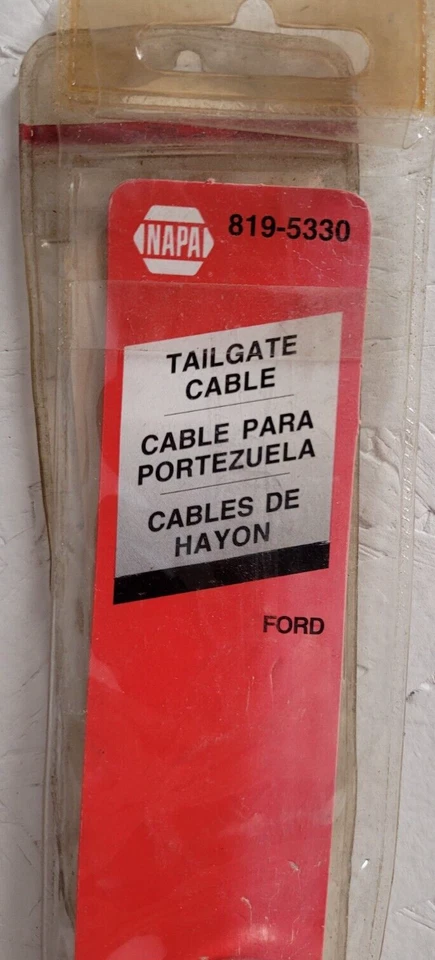 NAPA
819-5330
TAILGATE
CABLE
CABLE PARA
PORTEZUELA
CABLES DE
HAYON
FORD